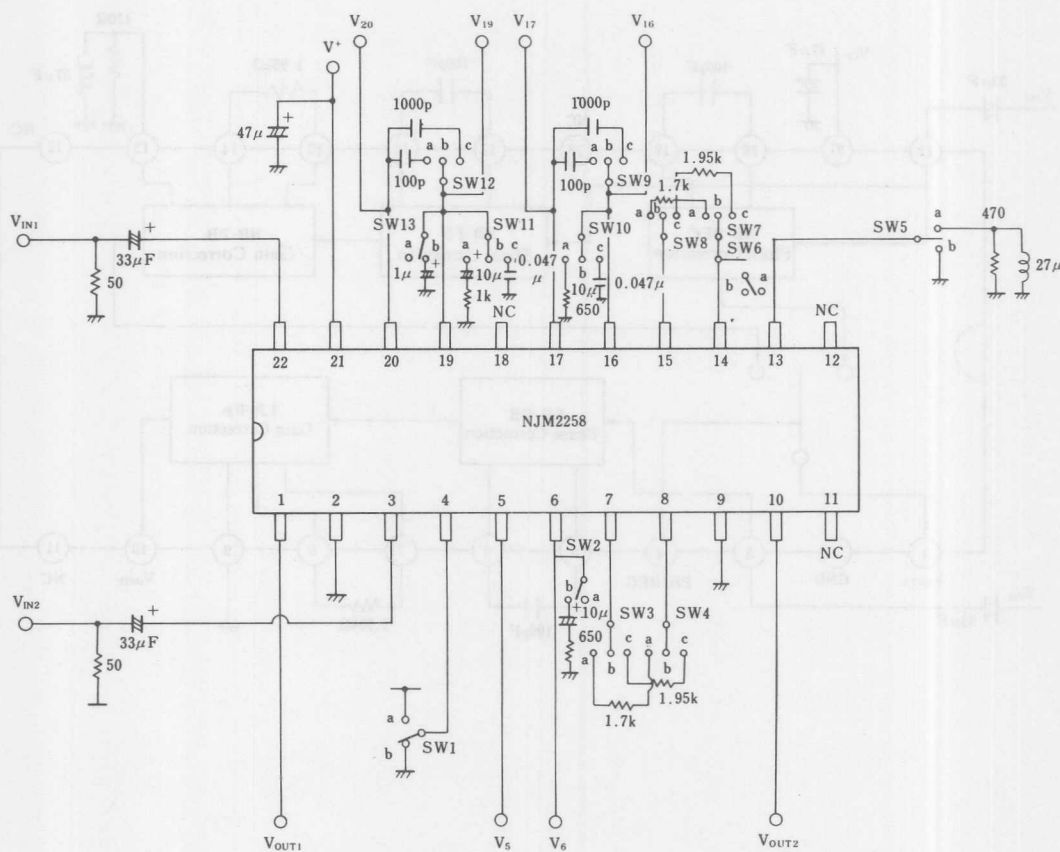 V20
V19
V17
V16
V+
47μ
+
1000p
a b c
100p
SW12
1000p
a b c
100p
SW9
1.95k
1.7k
b
a c a b c
SW7
SW8 SW6
b a
SW13
a b
+
1μ
SW11
a b c
+
10μ
0.047
μ
1k
NC
SW10
a b c
10μ
0.047μ
650
SW5
a
b
470
27μ
VIN1
+
33μF
50
NC
22 21 20 19 18 17 16 15 14 13 12
NJM2258
1 2 3 4 5 6 7 8 9 10 11
NC
SW2
b a
+
10μ
650
SW3
SW4
a b c a b c
1.95k
1.7k
VIN2
+
33μF
50
a
b
SW1
VOUT1
V5
V6
VOUT2